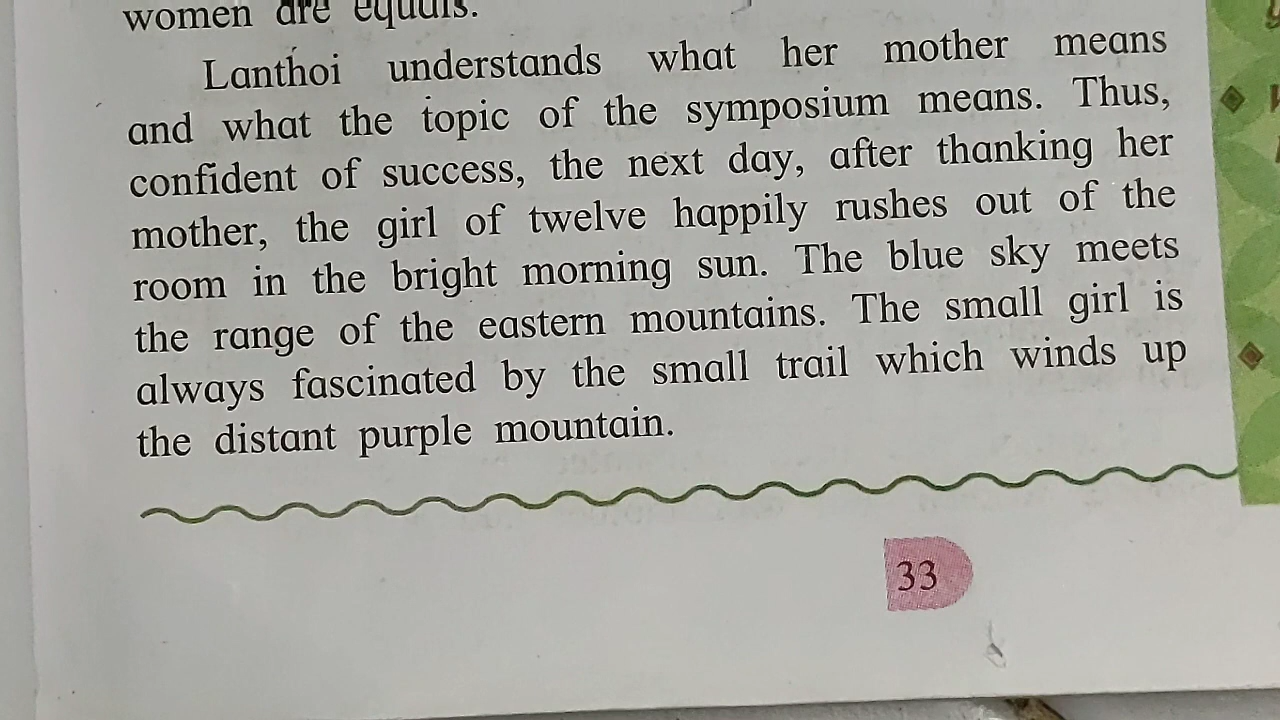 women are equals.
Lanthoi understands what her mother means
and what the topic of the symposium means. Thus,
confident of success, the next day, after thanking her
mother, the girl of twelve happily rushes out of the
room in the bright morning sun. The blue sky meets
the range of the eastern mountains. The small girl is
always fascinated by the small trail which winds up
the distant purple mountain.
33